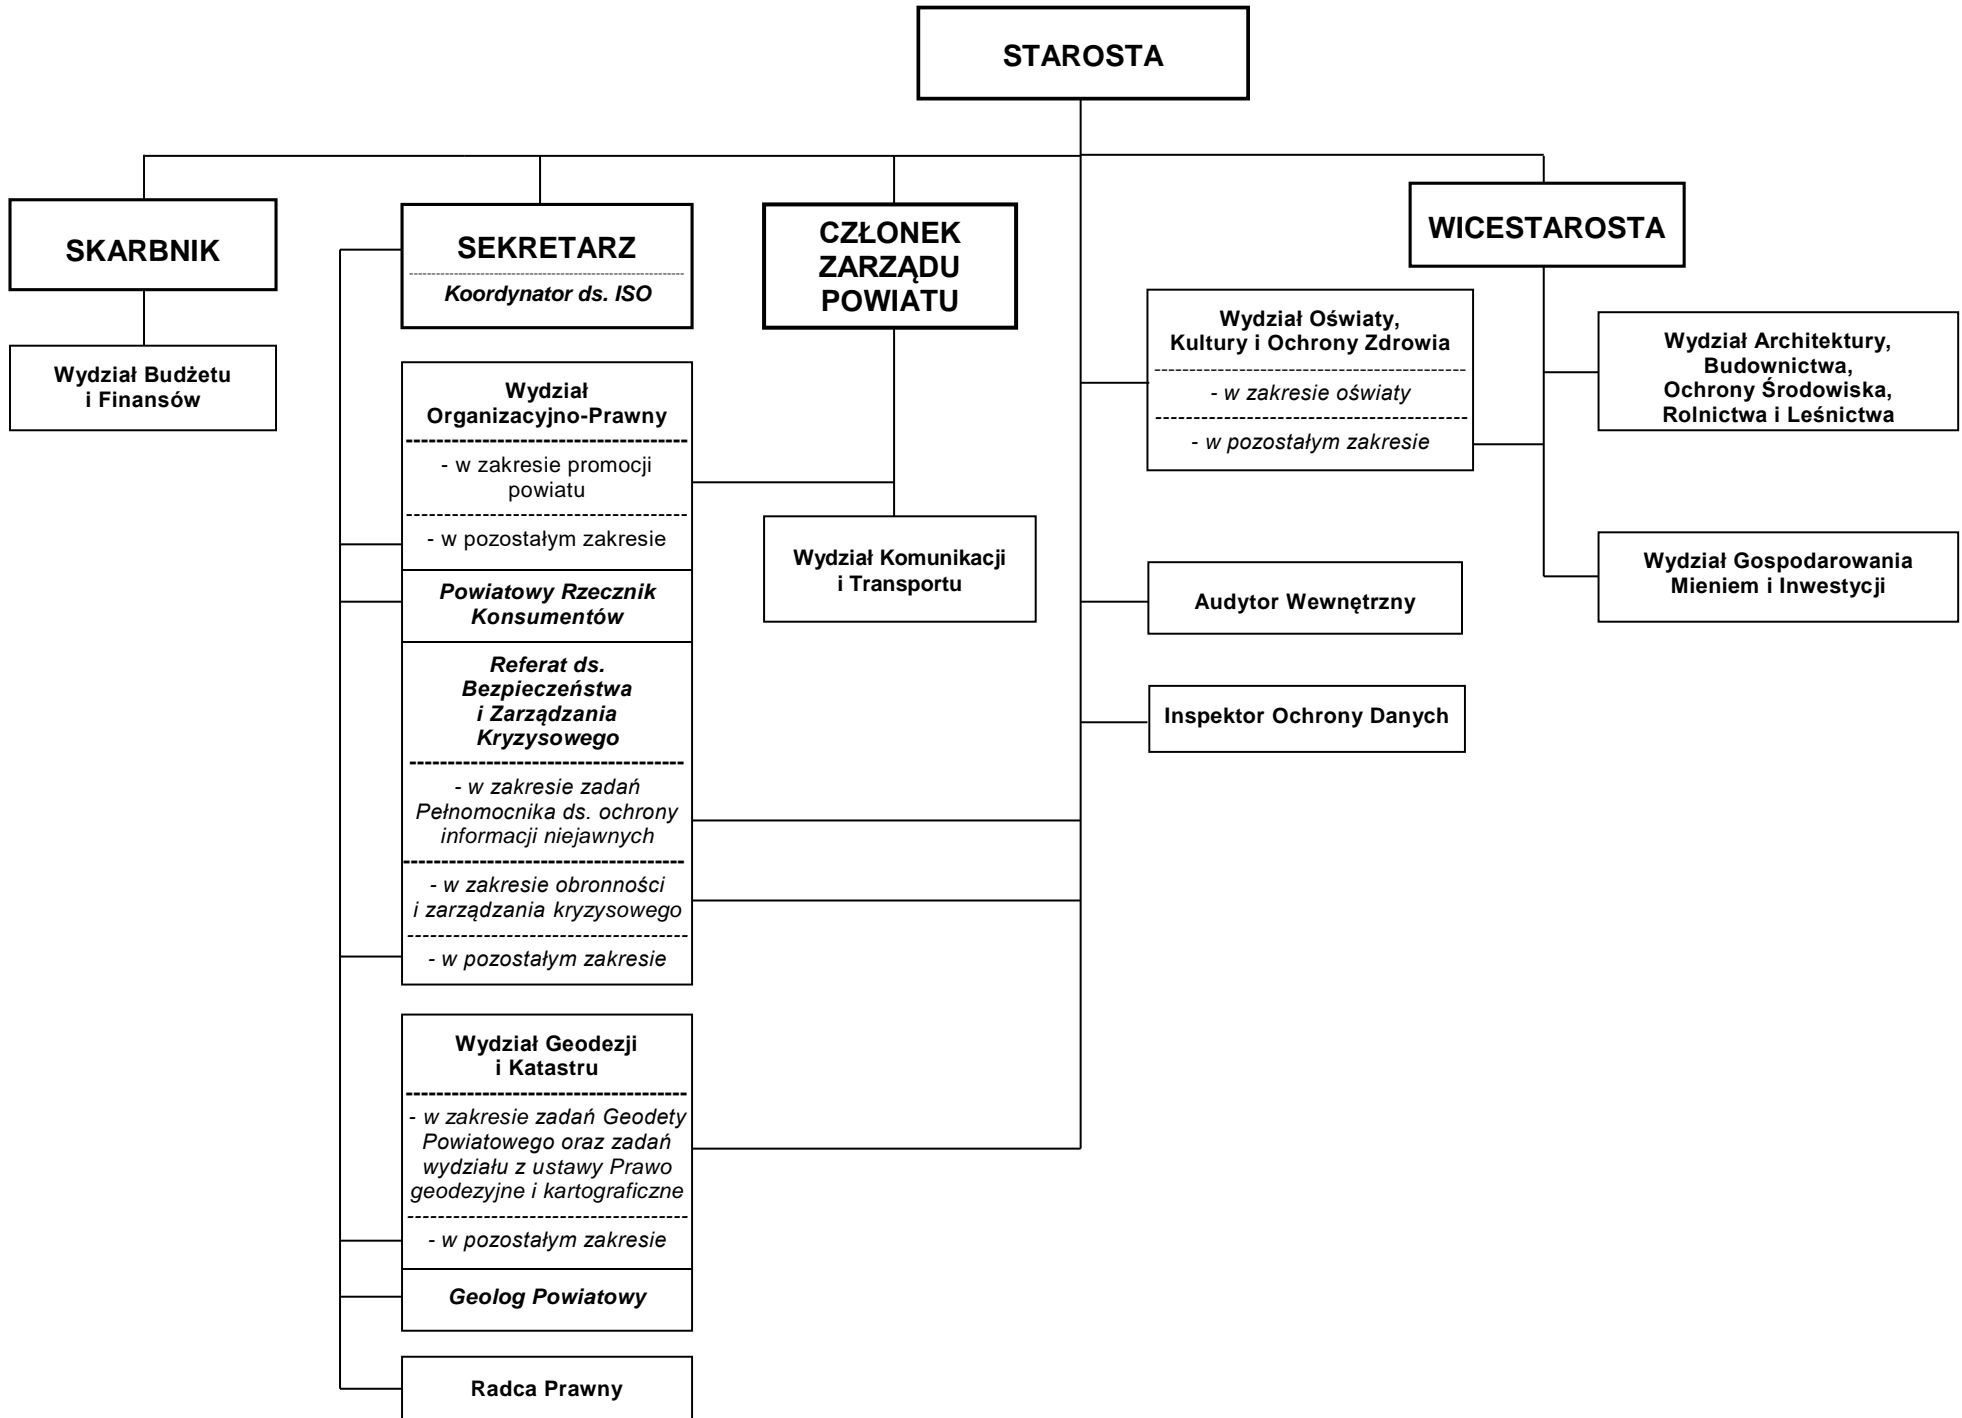 STAROSTA
SKARBNIK
SEKRETARZ
Koordynator ds. ISO
CZŁONEK
ZARZĄDU
POWIATU
WICESTAROSTA
Wydział Budżetu
i Finansów
Wydział
Organizacyjno-Prawny
- w zakresie promocji
powiatu
- w pozostałym zakresie
Powiatowy Rzecznik
Konsumentów
Referat ds.
Bezpieczeństwa
i Zarządzania
Kryzysowego
- w zakresie zadań
Pełnomocnika ds. ochrony
informacji niejawnych
- w zakresie obronności
i zarządzania kryzysowego
- w pozostałym zakresie
Wydział Geodezji
i Katastru
- w zakresie zadań Geodety
Powiatowego oraz zadań
wydziału z ustawy Prawo
geodezyjne i kartograficzne
- w pozostałym zakresie
Geolog Powiatowy
Radca Prawny
Wydział Komunikacji
i Transportu
Wydział Oświaty,
Kultury i Ochrony Zdrowia
- w zakresie oświaty
- w pozostałym zakresie
Audytor Wewnętrzny
Inspektor Ochrony Danych
Wydział Architektury,
Budownictwa,
Ochrony Środowiska,
Rolnictwa i Leśnictwa
Wydział Gospodarowania
Mieniem i Inwestycji